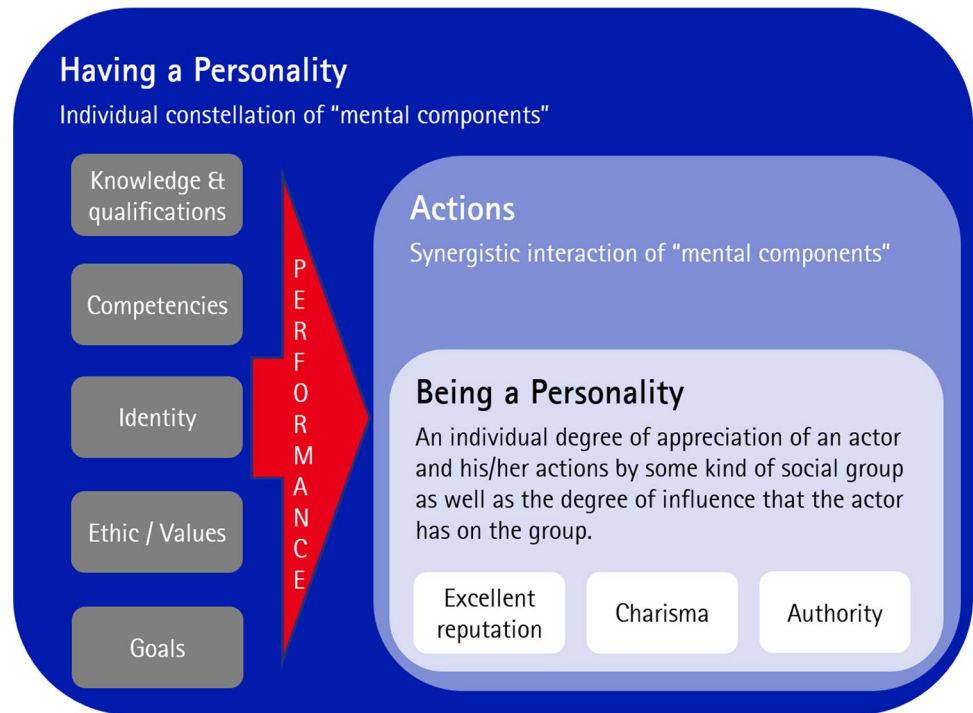 Having a Personality
Individual constellation of “mental components”
Knowledge &
qualifications
Competencies
Identity
Ethic / Values
Goals
PERFORMANCE
Actions
Synergistic interaction of “mental components”
Being a Personality
An individual degree of appreciation of an actor
and his/her actions by some kind of social group
as well as the degree of influence that the actor
has on the group.
Excellent
reputation
Charisma
Authority